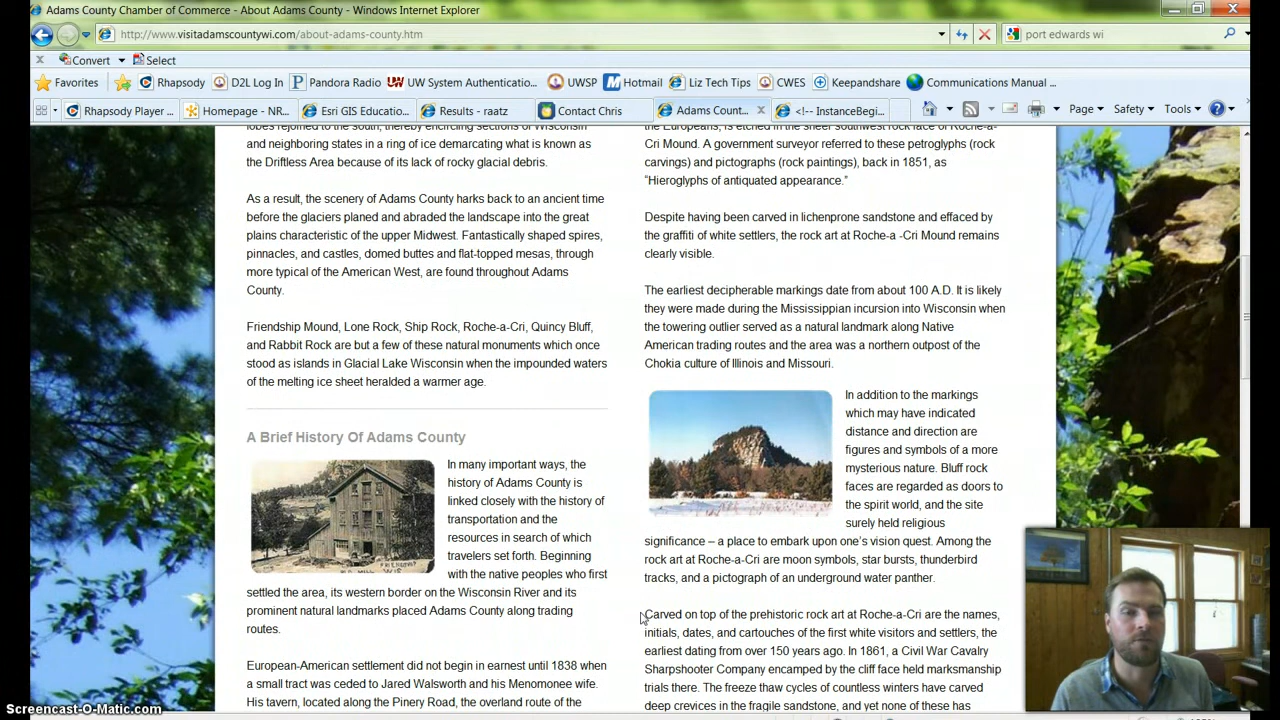 Adams County Chamber of Commerce - About Adams County - Windows Internet Explorer
http://www.visitadamscountywi.com/about-adams-county.htm
port edwards wi
Convert
Select
Favorites
Rhapsody
D2L Log In
Pandora Radio
UW System Authenticatio...
UWSP
Hotmail
Liz Tech Tips
CWES
Keepandshare
Communications Manual ...
Rhapsody Player ...
Homepage - NR...
Esri GIS Educatio...
Results - raatz
Contact Chris
Adams Count...
<!-- InstanceBegi...
Page
Safety
Tools
lobes rejoined to the south, thereby encircling sections of Wisconsin
and neighboring states in a ring of ice demarcating what is known as
the Driftless Area because of its lack of rocky glacial debris.
As a result, the scenery of Adams County harks back to an ancient time
before the glaciers planed and abraded the landscape into the great
plains characteristic of the upper Midwest. Fantastically shaped spires,
pinnacles, and castles, domed buttes and flat-topped mesas, through
more typical of the American West, are found throughout Adams
County.
Friendship Mound, Lone Rock, Ship Rock, Roche-a-Cri, Quincy Bluff,
and Rabbit Rock are but a few of these natural monuments which once
stood as islands in Glacial Lake Wisconsin when the impounded waters
of the melting ice sheet heralded a warmer age.
A Brief History Of Adams County
In many important ways, the
history of Adams County is
linked closely with the history of
transportation and the
resources in search of which
travelers set forth. Beginning
with the native peoples who first
settled the area, its western border on the Wisconsin River and its
prominent natural landmarks placed Adams County along trading
routes.
European-American settlement did not begin in earnest until 1838 when
a small tract was ceded to Jared Walsworth and his Menomonee wife.
His tavern, located along the Pinery Road, the overland route of the
the Europeans, is etched in the sheer southwest rock face of Roche-a-
Cri Mound. A government surveyor referred to these petroglyphs (rock
carvings) and pictographs (rock paintings), back in 1851, as
"Hieroglyphs of antiquated appearance."
Despite having been carved in lichenprone sandstone and effaced by
the graffiti of white settlers, the rock art at Roche-a -Cri Mound remains
clearly visible.
The earliest decipherable markings date from about 100 A.D. It is likely
they were made during the Mississippian incursion into Wisconsin when
the towering outlier served as a natural landmark along Native
American trading routes and the area was a northern outpost of the
Chokia culture of Illinois and Missouri.
In addition to the markings
which may have indicated
distance and direction are
figures and symbols of a more
mysterious nature. Bluff rock
faces are regarded as doors to
the spirit world, and the site
surely held religious
significance – a place to embark upon one's vision quest. Among the
rock art at Roche-a-Cri are moon symbols, star bursts, thunderbird
tracks, and a pictograph of an underground water panther.
Carved on top of the prehistoric rock art at Roche-a-Cri are the names,
initials, dates, and cartouches of the first white visitors and settlers, the
earliest dating from over 150 years ago. In 1861, a Civil War Cavalry
Sharpshooter Company encamped by the cliff face held marksmanship
trials there. The freeze thaw cycles of countless winters have carved
deep crevices in the fragile sandstone, and yet none of these has
Screencast-O-Matic.com